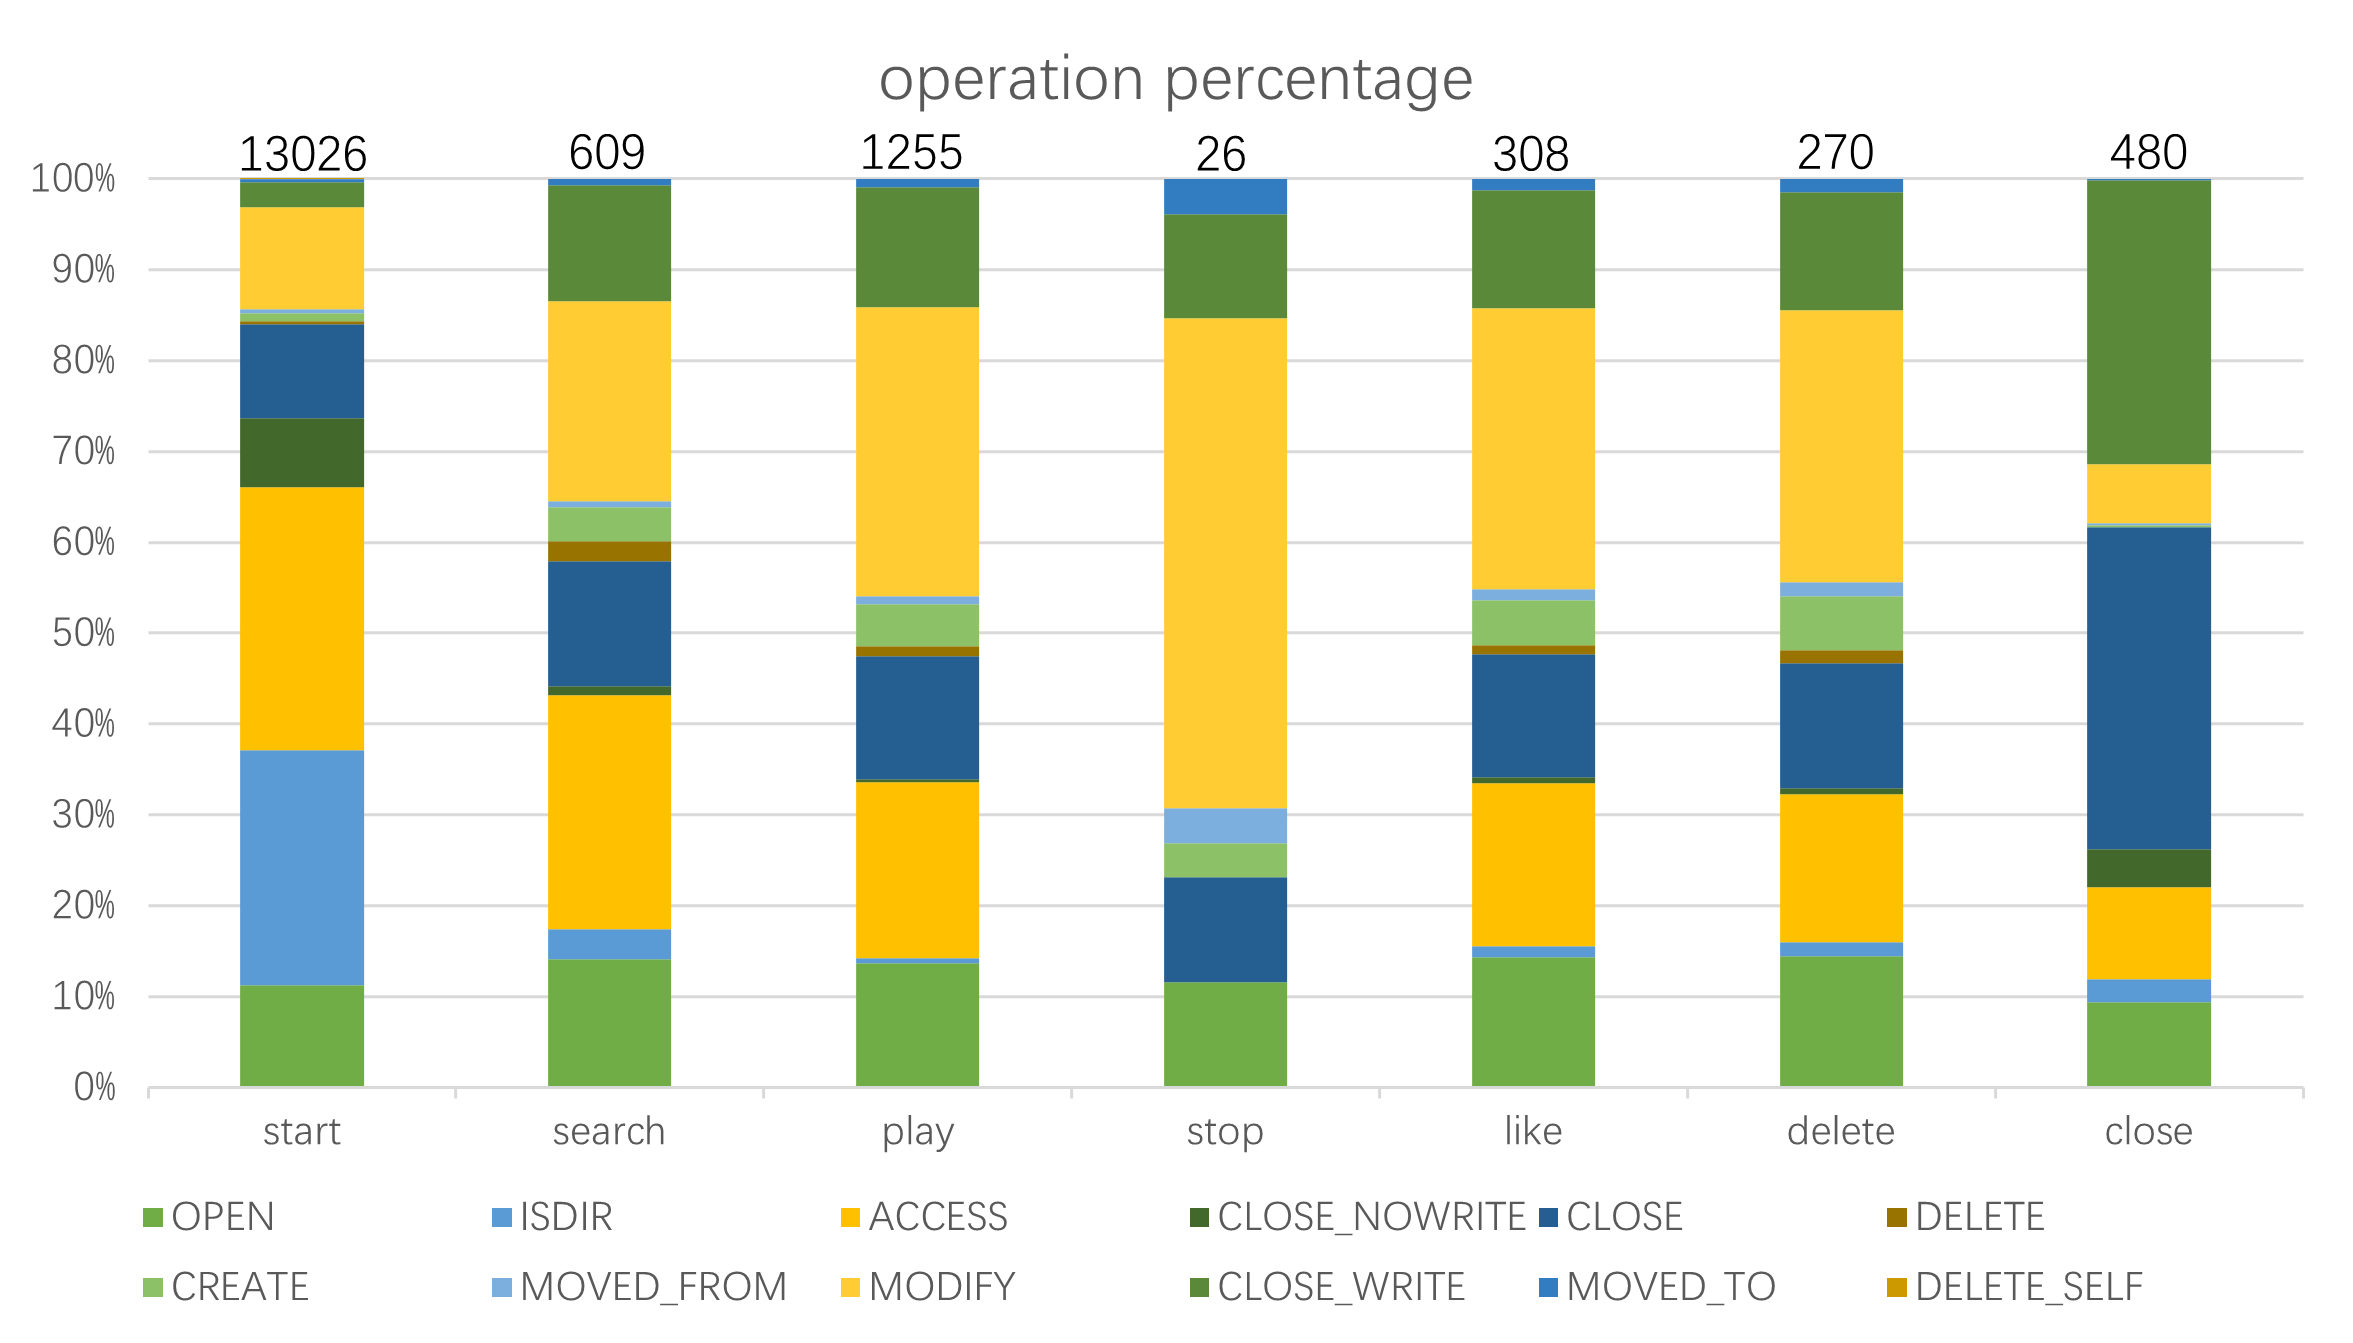 operation percentage
13026 609 1255 26 308 270 480
100%
90%
80%
70%
60%
50%
40%
30%
20%
10%
0%
start search play stop like delete close
OPEN ISDIR ACCESS CLOSE_NOWRITE CLOSE DELETE
CREATE MOVED_FROM MODIFY CLOSE_WRITE MOVED_TO DELETE_SELF